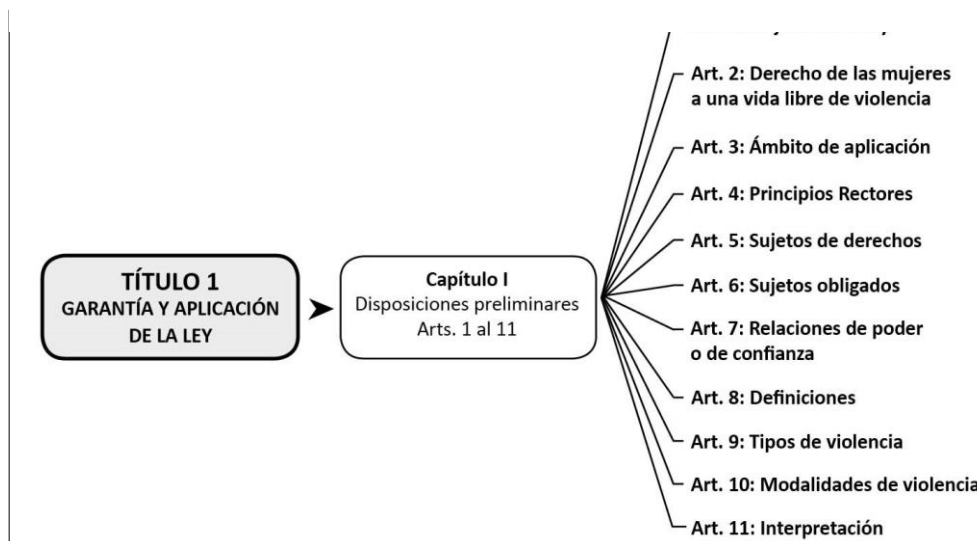 TÍTULO 1
GARANTÍA Y APLICACIÓN
DE LA LEY
Capítulo I
Disposiciones preliminares
Arts. 1 al 11
Art. 2: Derecho de las mujeres
a una vida libre de violencia
Art. 3: Ámbito de aplicación
Art. 4: Principios Rectores
Art. 5: Sujetos de derechos
Art. 6: Sujetos obligados
Art. 7: Relaciones de poder
o de confianza
Art. 8: Definiciones
Art. 9: Tipos de violencia
Art. 10: Modalidades de violencia
Art. 11: Interpretación